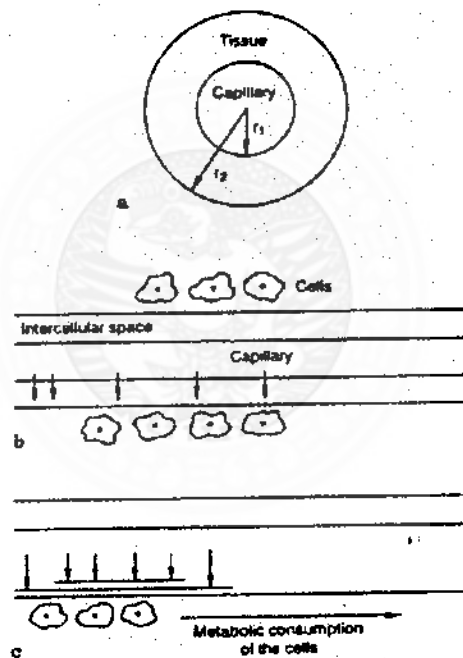 Tissue
Capillary
r₁
r₂
a
Cells
Intercellular space
Capillary
b
Metabolic consumption
of the cells
c